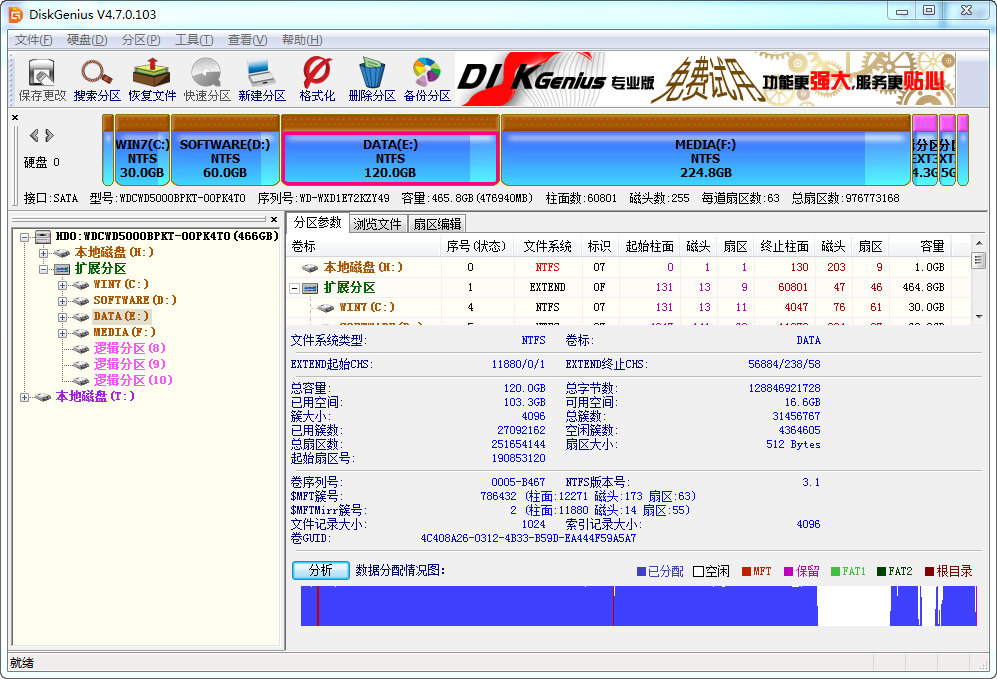 DiskGenius V4.7.0.103
文件(F) 硬盘(D) 分区(P) 工具(T) 查看(V) 帮助(H)
保存更改 搜索分区 恢复文件 快速分区 新建分区 格式化 删除分区 备份分区
DISKGenius 专业版 免费试用 功能更强大,服务更贴心
硬盘 0
WIN7(C:)
NTFS
30.0GB
SOFTWARE(D:)
NTFS
60.0GB
DATA(E:)
NTFS
120.0GB
MEDIA(F:)
NTFS
224.8GB
接口:SATA 型号:WDCWD5000BPKT-00PK4T0 序列号:WD-WXD1E72KZY49 容量:465.8GB(476940MB) 柱面数:60801 磁头数:255 每道扇区数:63 总扇区数:976773168
HD0:WDCWD5000BPKT-00PK4T0(466GB)
本地磁盘(H:)
扩展分区
WIN7(C:)
SOFTWARE(D:)
DATA(E:)
MEDIA(F:)
逻辑分区(8)
逻辑分区(9)
逻辑分区(10)
本地磁盘(T:)
分区参数 浏览文件 扇区编辑
卷标 序号(状态) 文件系统 标识 起始柱面 磁头 扇区 终止柱面 磁头 扇区 容量
本地磁盘(H:) 0 NTFS 07 0 1 1 130 203 9 1.0GB
扩展分区 1 EXTEND 0F 131 13 9 60801 47 46 464.8GB
WIN7(C:) 4 NTFS 07 131 13 11 4047 76 61 30.0GB
文件系统类型: NTFS 卷标: DATA
EXTEND起始CHS: 11880/0/1 EXTEND终止CHS: 56884/238/58
总容量: 120.0GB 总字节数: 128846921728
已用空间: 103.3GB 可用空间: 16.6GB
簇大小: 4096 总簇数: 31456767
已用簇数: 27092162 空闲簇数: 4364605
总扇区数: 251654144 扇区大小: 512 Bytes
起始扇区号: 190853120
卷序列号: 0005-B467 NTFS版本号: 3.1
$MFT簇号: 786432 (柱面:12271 磁头:173 扇区:63)
$MFTMirr簇号: 2 (柱面:11880 磁头:14 扇区:55)
文件记录大小: 1024 索引记录大小: 4096
卷GUID: 4C408A26-0312-4B33-B59D-EA444F59A5A7
分析 数据分配情况图: 已分配 空闲 MFT 保留 FAT1 FAT2 根目录
就绪